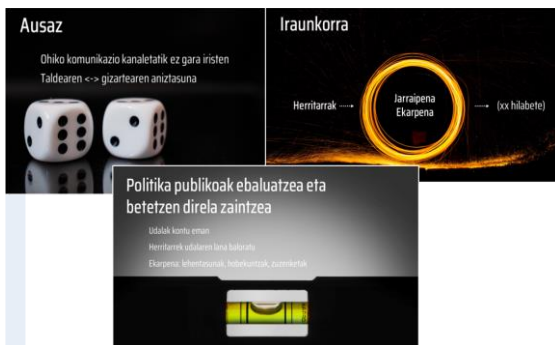 Ausaz
Ohiko komunikazio kanaletatik ez gara iristen
Taldearen <-> gizartearen aniztasuna
Iraunkorra
Herritarrak
Jarraipena
Ekarpena
(xx hilabete)
Politika publikoak ebaluatzea eta
betetzen direla zaintzea
Udalak kontu eman
Herritarrek udalaren lana baloratu
Ekarpena: lehentasunak, hobekuntzak, zuzenketak